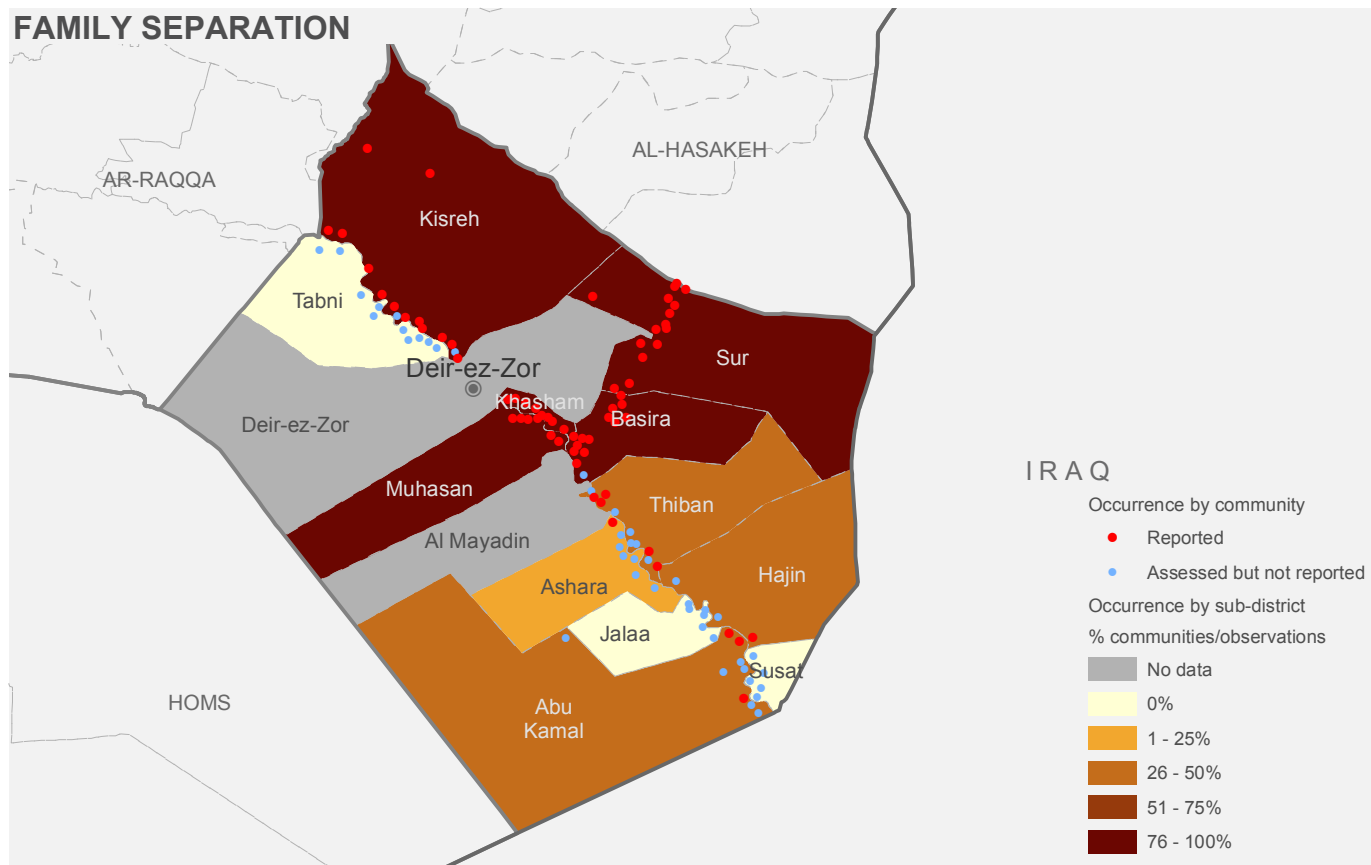 FAMILY SEPARATION
AL-HASAKEH
AR-RAQQA
Kisreh
Tabni
Sur
Deir-ez-Zor
Khasham
Basira
Deir-ez-Zor
Muhasan
Thiban
Al Mayadin
Hajin
Ashara
Jalaa
Susat
HOMS
Abu
Kamal
IRAQ
Occurrence by community
Reported
Assessed but not reported
Occurrence by sub-district
% communities/observations
No data
0%
1 - 25%
26 - 50%
51 - 75%
76 - 100%